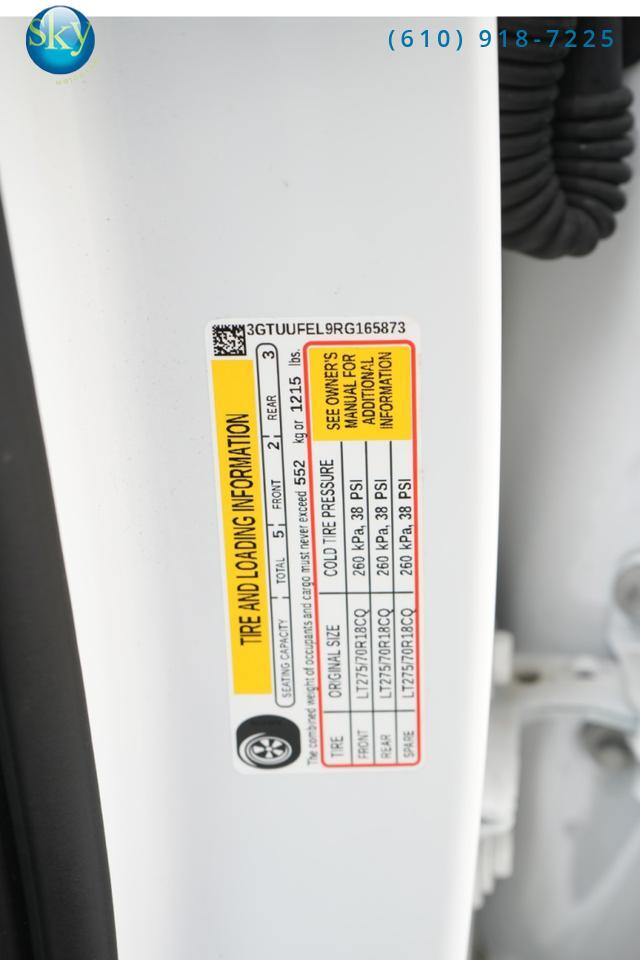 Sky
(610) 918-7225
3GTUUFEL9RG165873
TIRE AND LOADING INFORMATION
SEATING CAPACITY TOTAL 5 FRONT 2 REAR 3
The combined weight of occupants and cargo must never exceed 552 kg or 1215 lbs.
TIRE ORIGINAL SIZE COLD TIRE PRESSURE
FRONT LT275/70R18CQ 260 kPa, 38 PSI
REAR LT275/70R18CQ 260 kPa, 38 PSI
SPARE LT275/70R18CQ 260 kPa, 38 PSI
SEE OWNER'S
MANUAL FOR
ADDITIONAL
INFORMATION